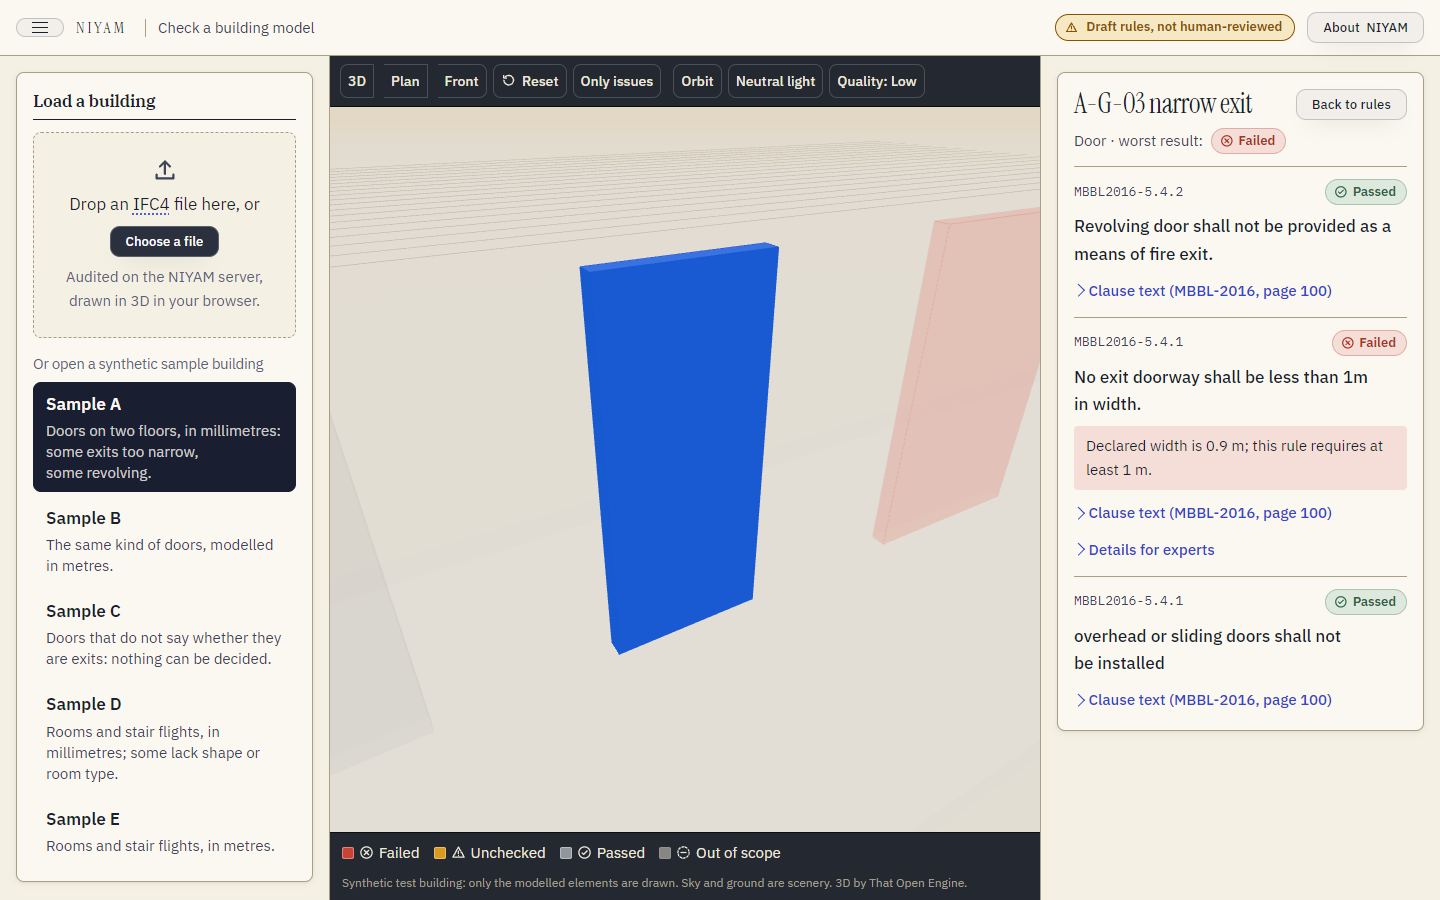 NIYAM
Check a building model
Draft rules, not human-reviewed
About NIYAM
Load a building
Drop an IFC4 file here, or
Choose a file
Audited on the NIYAM server,
drawn in 3D in your browser.
Or open a synthetic sample building
Sample A
Doors on two floors, in millimetres:
some exits too narrow,
some revolving.
Sample B
The same kind of doors, modelled
in metres.
Sample C
Doors that do not say whether they
are exits: nothing can be decided.
Sample D
Rooms and stair flights, in
millimetres; some lack shape or
room type.
Sample E
Rooms and stair flights, in metres.
3D
Plan
Front
Reset
Only issues
Orbit
Neutral light
Quality: Low
Failed
Unchecked
Passed
Out of scope
Synthetic test building: only the modelled elements are drawn. Sky and ground are scenery. 3D by That Open Engine.
A-G-03 narrow exit
Back to rules
Door · worst result:
Failed
MBBL2016-5.4.2
Passed
Revolving door shall not be provided as a
means of fire exit.
Clause text (MBBL-2016, page 100)
MBBL2016-5.4.1
Failed
No exit doorway shall be less than 1m
in width.
Declared width is 0.9 m; this rule requires at
least 1 m.
Clause text (MBBL-2016, page 100)
Details for experts
MBBL2016-5.4.1
Passed
overhead or sliding doors shall not
be installed
Clause text (MBBL-2016, page 100)